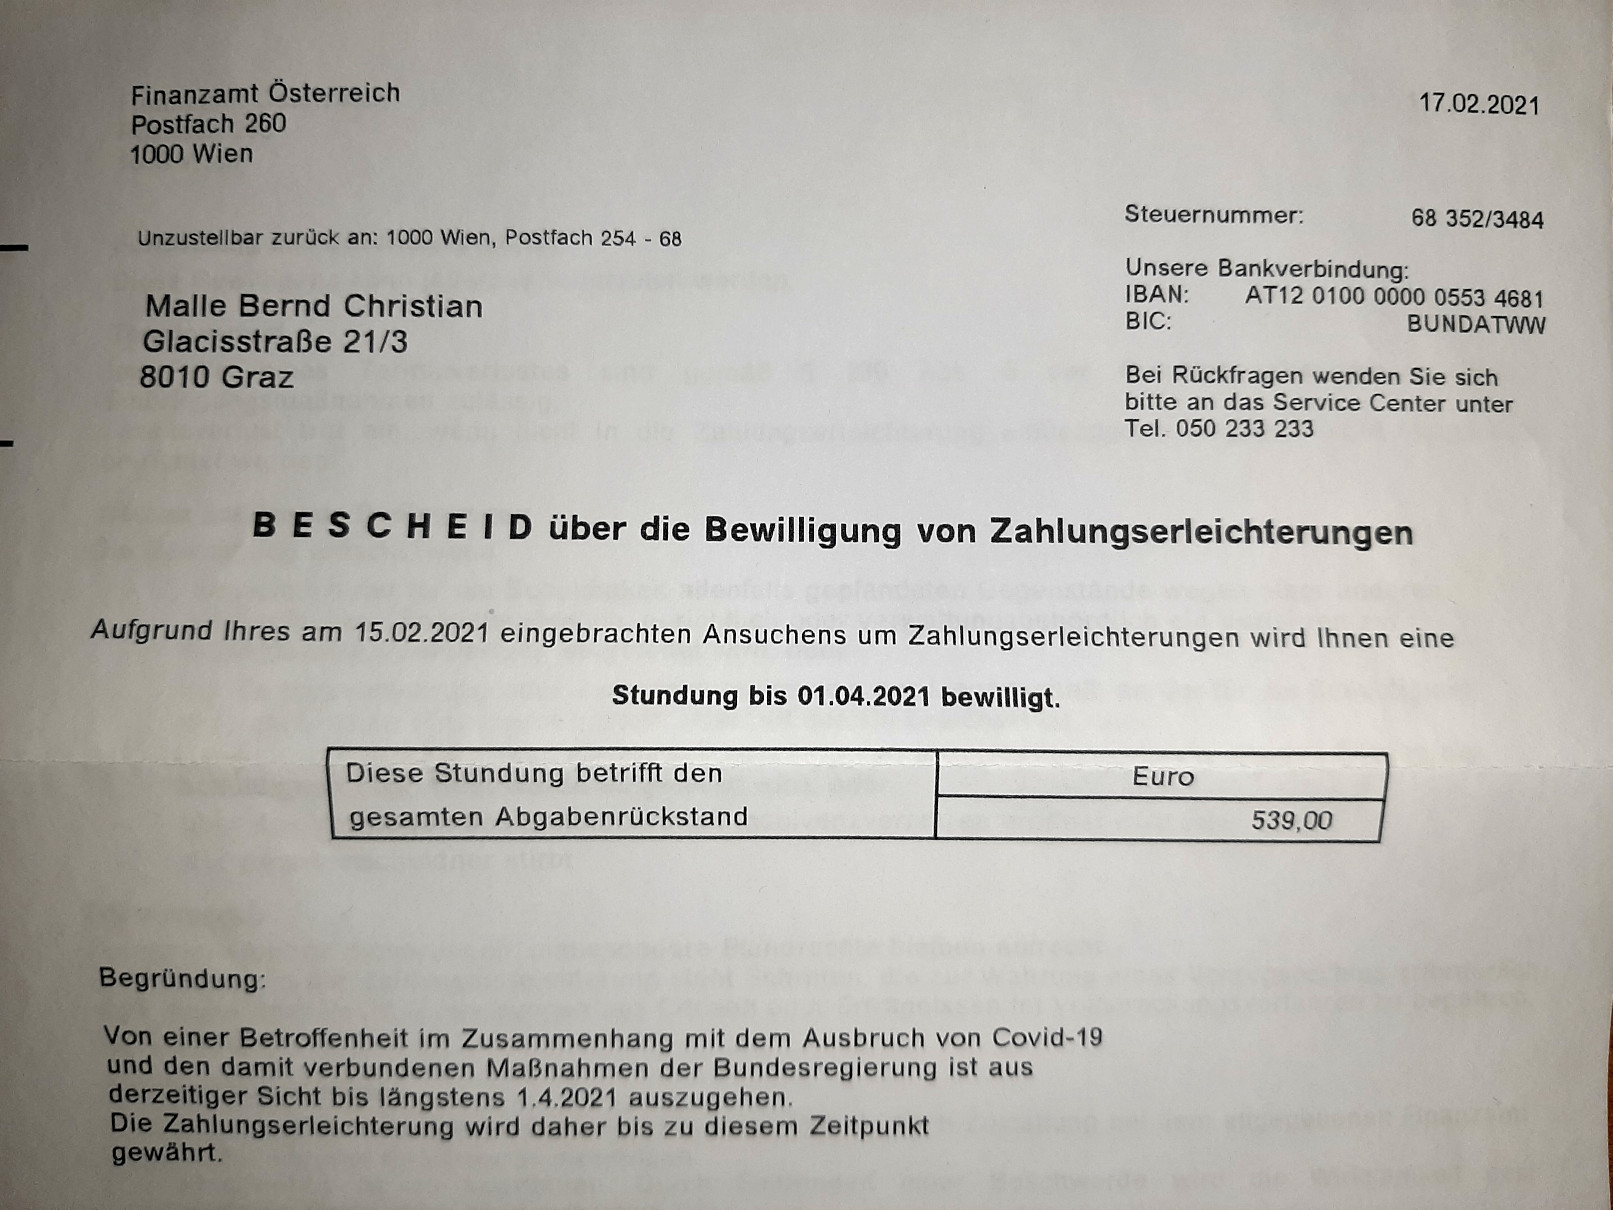 Finanzamt Österreich
Postfach 260
1000 Wien
17.02.2021
Unzustellbar zurück an: 1000 Wien, Postfach 254 - 68
Malle Bernd Christian
Glacisstraße 21/3
8010 Graz
Steuernummer: 68 352/3484
Unsere Bankverbindung:
IBAN: AT12 0100 0000 0553 4681
BIC: BUNDATWW
Bei Rückfragen wenden Sie sich
bitte an das Service Center unter
Tel. 050 233 233
B E S C H E I D über die Bewilligung von Zahlungserleichterungen
Aufgrund Ihres am 15.02.2021 eingebrachten Ansuchens um Zahlungserleichterungen wird Ihnen eine
Stundung bis 01.04.2021 bewilligt.
Diese Stundung betrifft den
gesamten Abgabenrückstand
Euro
539,00
Begründung:
Von einer Betroffenheit im Zusammenhang mit dem Ausbruch von Covid-19
und den damit verbundenen Maßnahmen der Bundesregierung ist aus
derzeitiger Sicht bis längstens 1.4.2021 auszugehen.
Die Zahlungserleichterung wird daher bis zu diesem Zeitpunkt
gewährt.